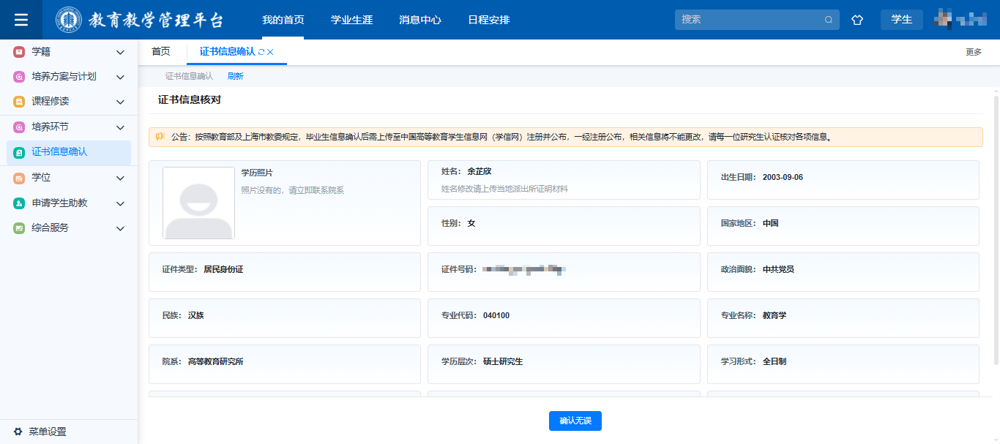 教育教学管理平台
我的首页 学业生涯 消息中心 日程安排 搜索 学生
学籍
培养方案与计划
课程修读
培养环节
证书信息确认
学位
申请学生助教
综合服务
菜单设置
首页 证书信息确认 更多
证书信息确认 刷新
证书信息核对
公告：按照教育部及上海市教委规定，毕业生信息确认后需上传至中国高等教育学生信息网（学信网）注册并公布，一经注册公布，相关信息将不能更改，请每一位研究生认证核对各项信息。
学历照片
照片没有的，请立即联系院系
姓名： 余芷欣
姓名修改请上传当地派出所证明材料
出生日期： 2003-09-06
性别： 女
国家地区： 中国
证件类型： 居民身份证
证件号码：
政治面貌： 中共党员
民族： 汉族
专业代码： 040100
专业名称： 教育学
院系： 高等教育研究所
学历层次： 硕士研究生
学习形式： 全日制
确认无误